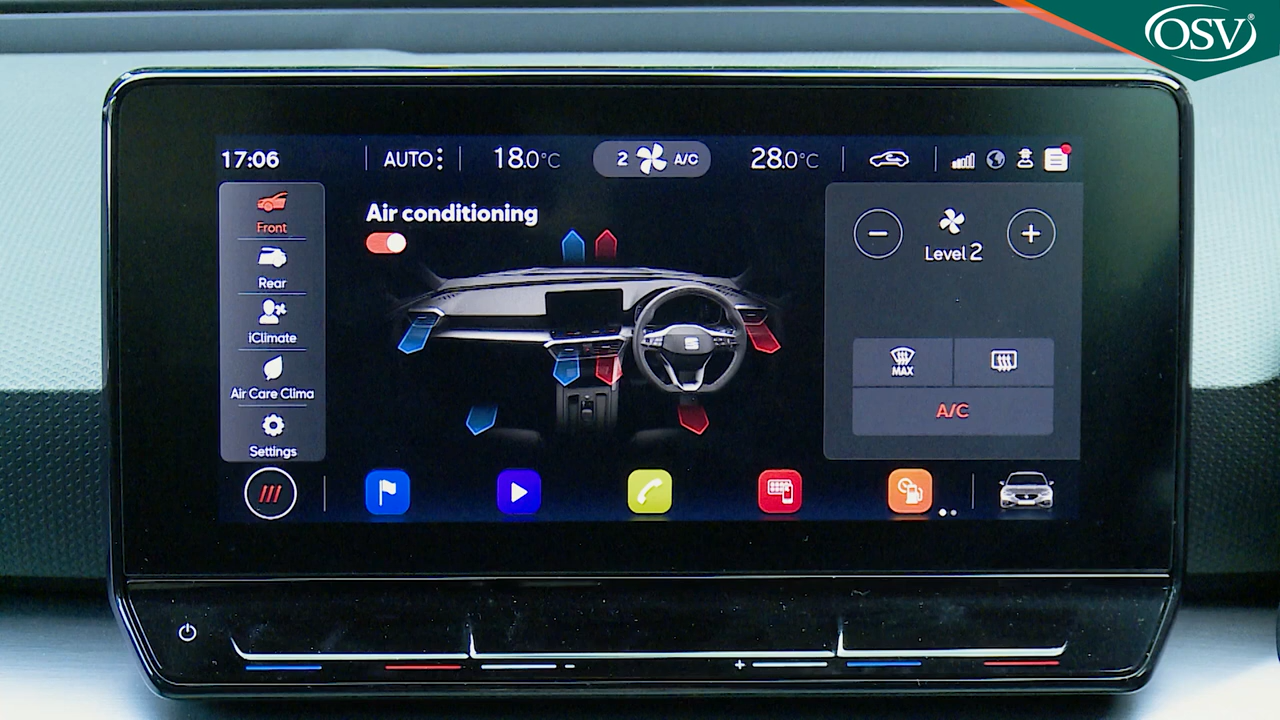 OSV®
17:06
AUTO
18.0°C
2 A/C
28.0°C
Front
Rear
iClimate
Air Care Clima
Settings
Air conditioning
Level 2
MAX
A/C